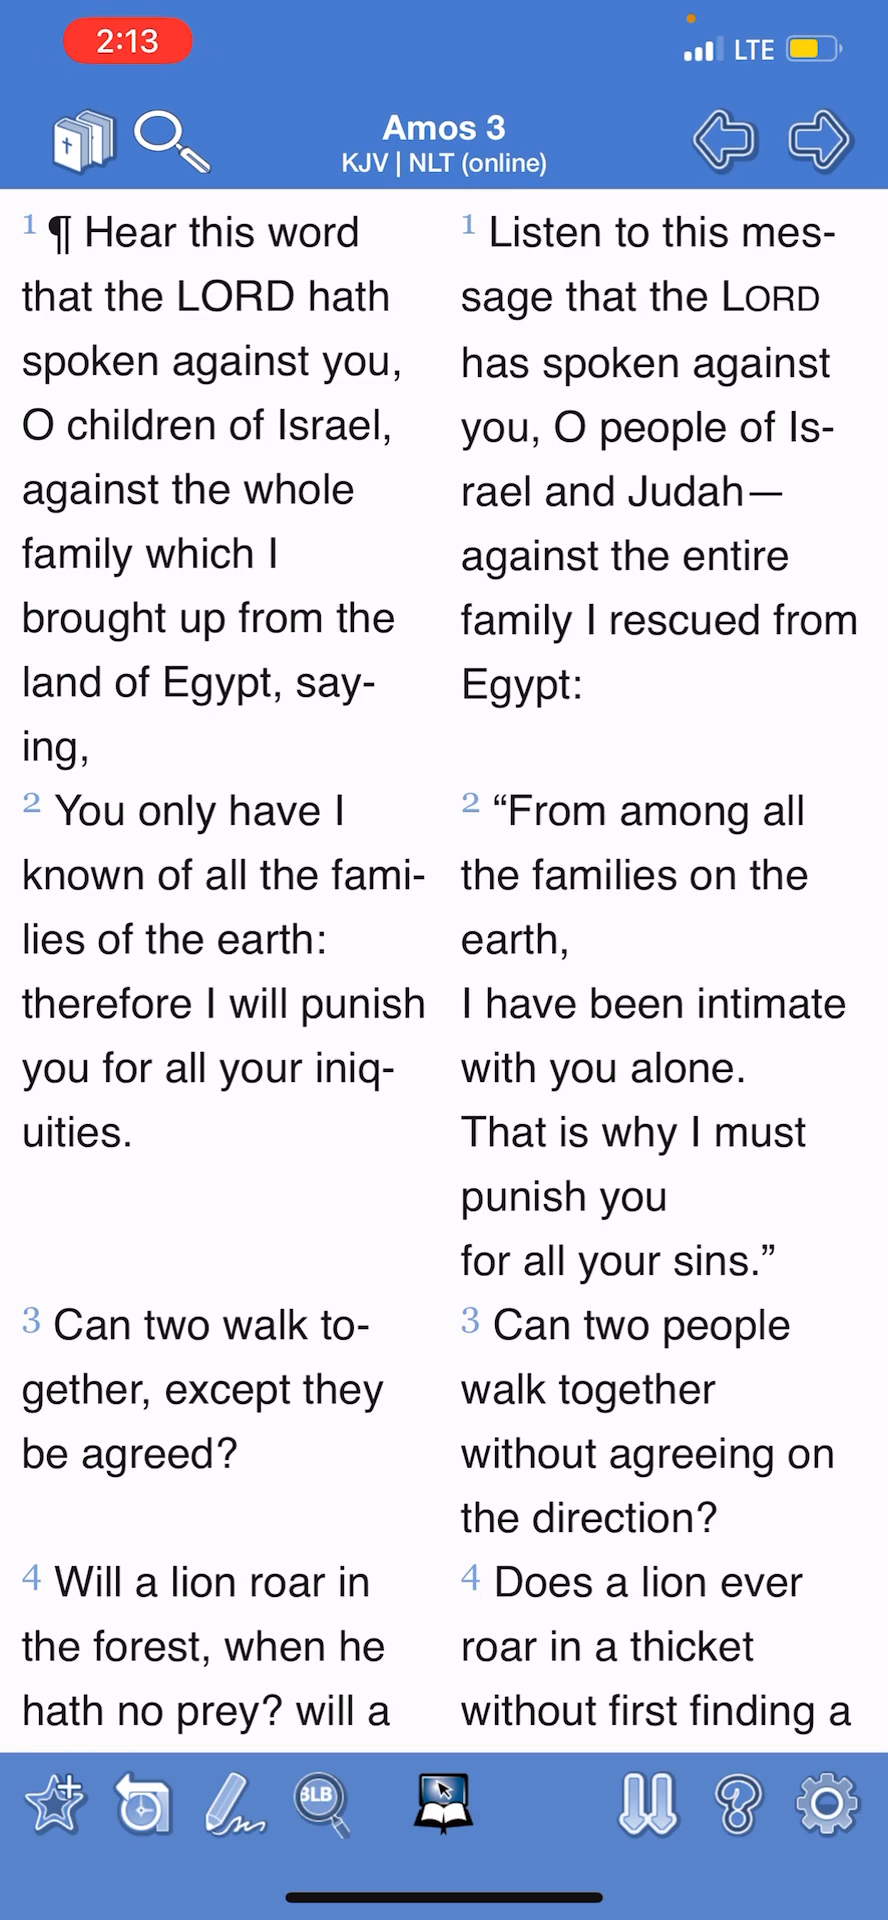 2:13
LTE
Amos 3
KJV | NLT (online)
1 ¶ Hear this word
that the LORD hath
spoken against you,
O children of Israel,
against the whole
family which I
brought up from the
land of Egypt, say-
ing,
2 You only have I
known of all the fami-
lies of the earth:
therefore I will punish
you for all your iniq-
uities.
3 Can two walk to-
gether, except they
be agreed?
4 Will a lion roar in
the forest, when he
hath no prey? will a
1 Listen to this mes-
sage that the LORD
has spoken against
you, O people of Is-
rael and Judah—
against the entire
family I rescued from
Egypt:
2 “From among all
the families on the
earth,
I have been intimate
with you alone.
That is why I must
punish you
for all your sins.”
3 Can two people
walk together
without agreeing on
the direction?
4 Does a lion ever
roar in a thicket
without first finding a
BLB